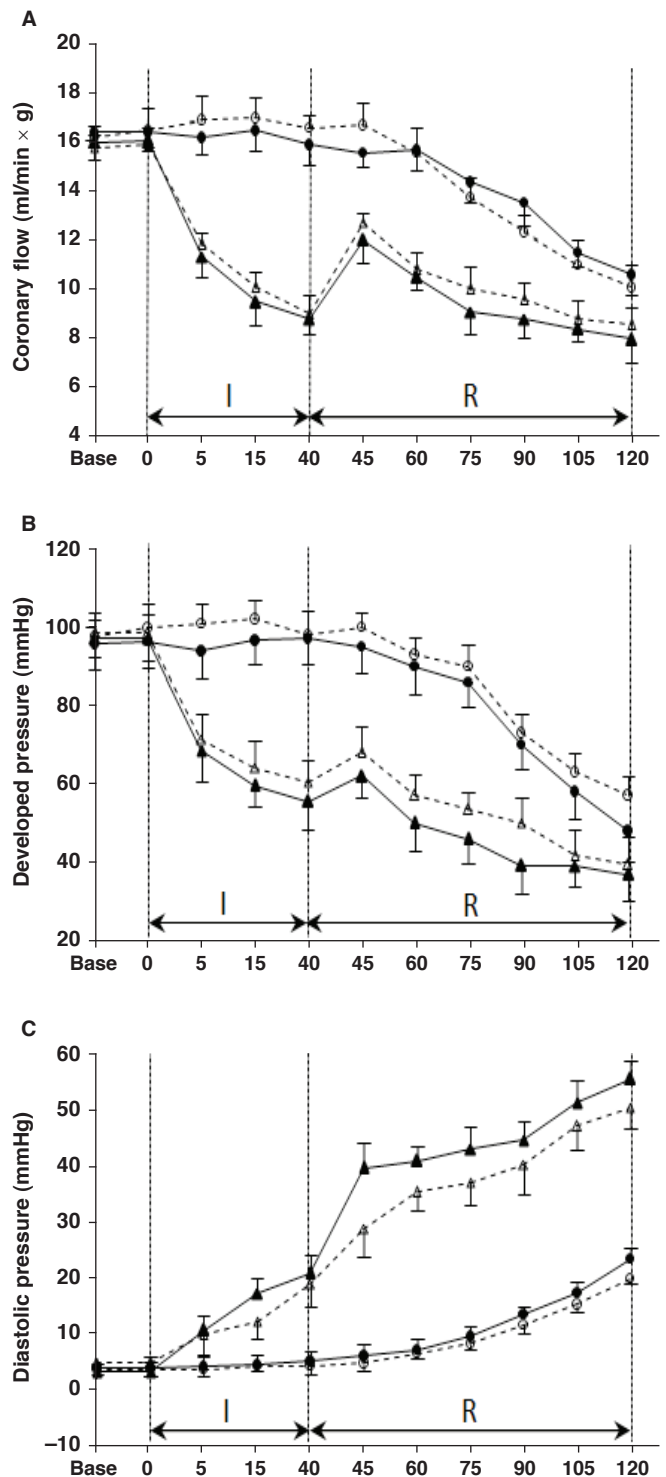 A
Coronary flow (ml/min × g)
20
18
16
14
12
10
8
6
4
I
R
Base 0 5 15 40 45 60 75 90 105 120
B
Developed pressure (mmHg)
120
100
80
60
40
20
I
R
Base 0 5 15 40 45 60 75 90 105 120
C
Diastolic pressure (mmHg)
60
50
40
30
20
10
0
–10
I
R
Base 0 5 15 40 45 60 75 90 105 120